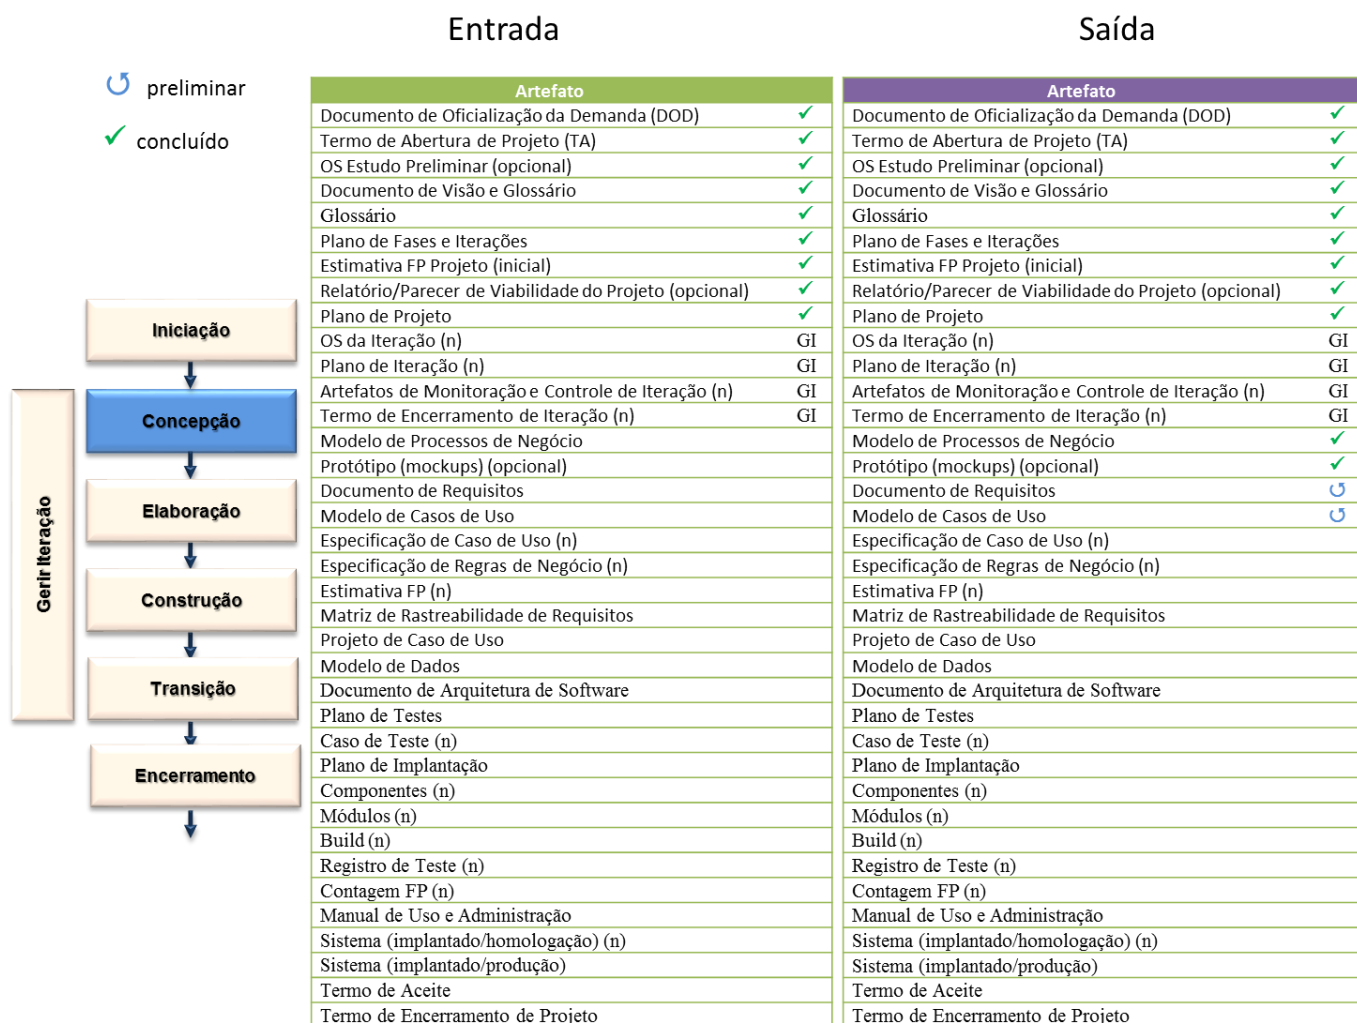 Entrada
Saída
preliminar
concluído
Iniciação
Concepção
Elaboração
Construção
Transição
Encerramento
Gerir Iteração
Artefato
Documento de Oficialização da Demanda (DOD)
Termo de Abertura de Projeto (TA)
OS Estudo Preliminar (opcional)
Documento de Visão e Glossário
Glossário
Plano de Fases e Iterações
Estimativa FP Projeto (inicial)
Relatório/Parecer de Viabilidade do Projeto (opcional)
Plano de Projeto
OS da Iteração (n) GI
Plano de Iteração (n) GI
Artefatos de Monitoração e Controle de Iteração (n) GI
Termo de Encerramento de Iteração (n) GI
Modelo de Processos de Negócio
Protótipo (mockups) (opcional)
Documento de Requisitos
Modelo de Casos de Uso
Especificação de Caso de Uso (n)
Especificação de Regras de Negócio (n)
Estimativa FP (n)
Matriz de Rastreabilidade de Requisitos
Projeto de Caso de Uso
Modelo de Dados
Documento de Arquitetura de Software
Plano de Testes
Caso de Teste (n)
Plano de Implantação
Componentes (n)
Módulos (n)
Build (n)
Registro de Teste (n)
Contagem FP (n)
Manual de Uso e Administração
Sistema (implantado/homologação) (n)
Sistema (implantado/produção)
Termo de Aceite
Termo de Encerramento de Projeto
Artefato
Documento de Oficialização da Demanda (DOD)
Termo de Abertura de Projeto (TA)
OS Estudo Preliminar (opcional)
Documento de Visão e Glossário
Glossário
Plano de Fases e Iterações
Estimativa FP Projeto (inicial)
Relatório/Parecer de Viabilidade do Projeto (opcional)
Plano de Projeto
OS da Iteração (n) GI
Plano de Iteração (n) GI
Artefatos de Monitoração e Controle de Iteração (n) GI
Termo de Encerramento de Iteração (n) GI
Modelo de Processos de Negócio
Protótipo (mockups) (opcional)
Documento de Requisitos
Modelo de Casos de Uso
Especificação de Caso de Uso (n)
Especificação de Regras de Negócio (n)
Estimativa FP (n)
Matriz de Rastreabilidade de Requisitos
Projeto de Caso de Uso
Modelo de Dados
Documento de Arquitetura de Software
Plano de Testes
Caso de Teste (n)
Plano de Implantação
Componentes (n)
Módulos (n)
Build (n)
Registro de Teste (n)
Contagem FP (n)
Manual de Uso e Administração
Sistema (implantado/homologação) (n)
Sistema (implantado/produção)
Termo de Aceite
Termo de Encerramento de Projeto